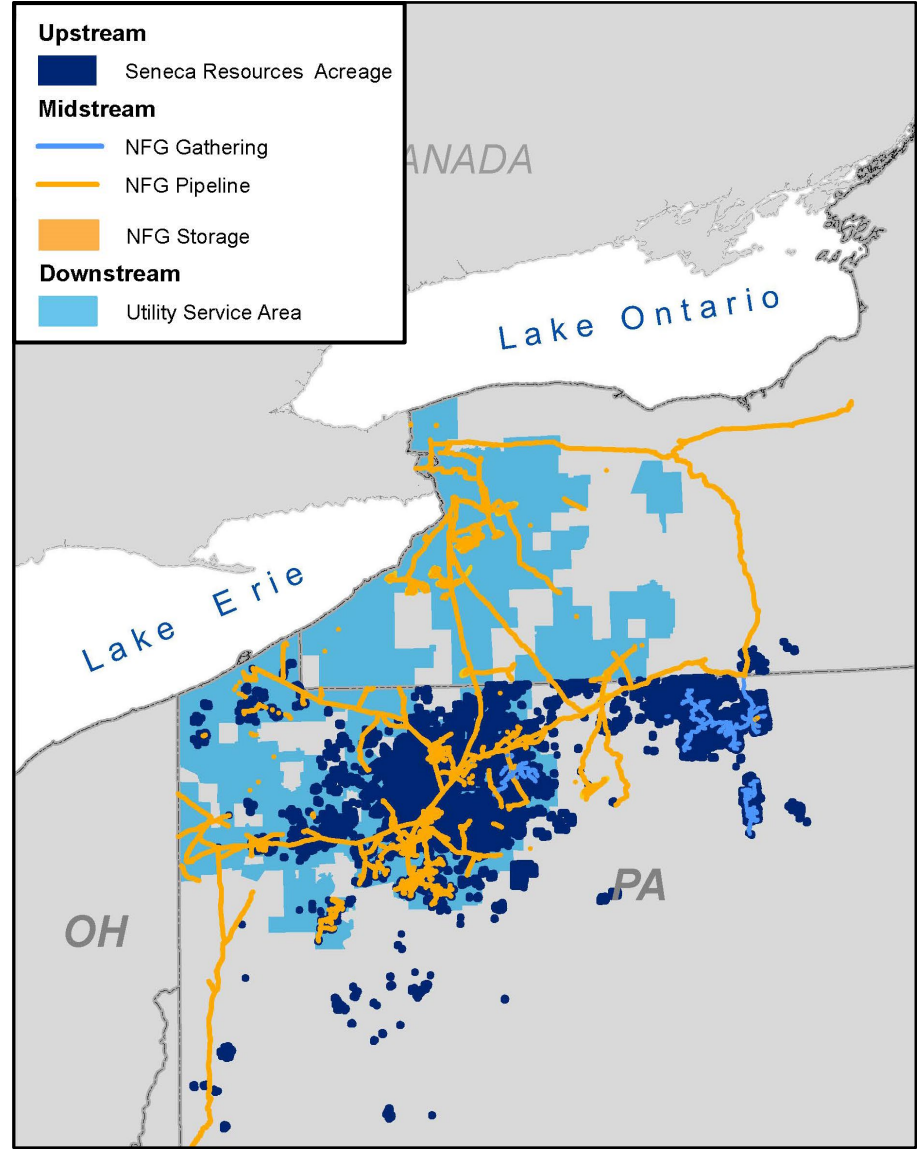 Upstream
Seneca Resources Acreage
Midstream
NFG Gathering
NFG Pipeline
NFG Storage
Downstream
Utility Service Area
ANADA
Lake Ontario
Lake Erie
PA
OH